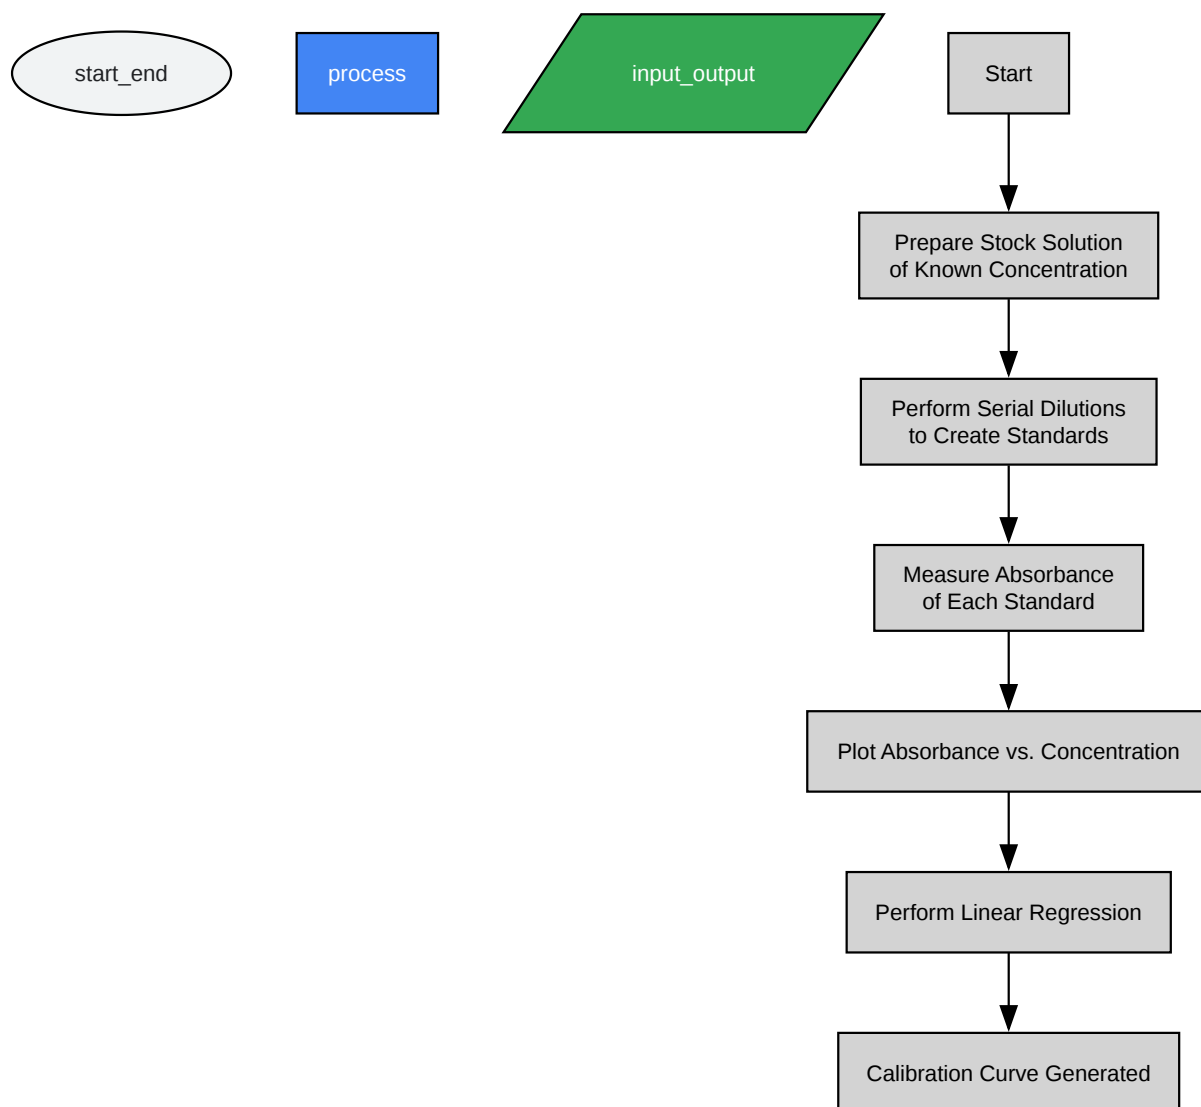 start_end
process
input_output
Start
Prepare Stock Solution
of Known Concentration
Perform Serial Dilutions
to Create Standards
Measure Absorbance
of Each Standard
Plot Absorbance vs. Concentration
Perform Linear Regression
Calibration Curve Generated